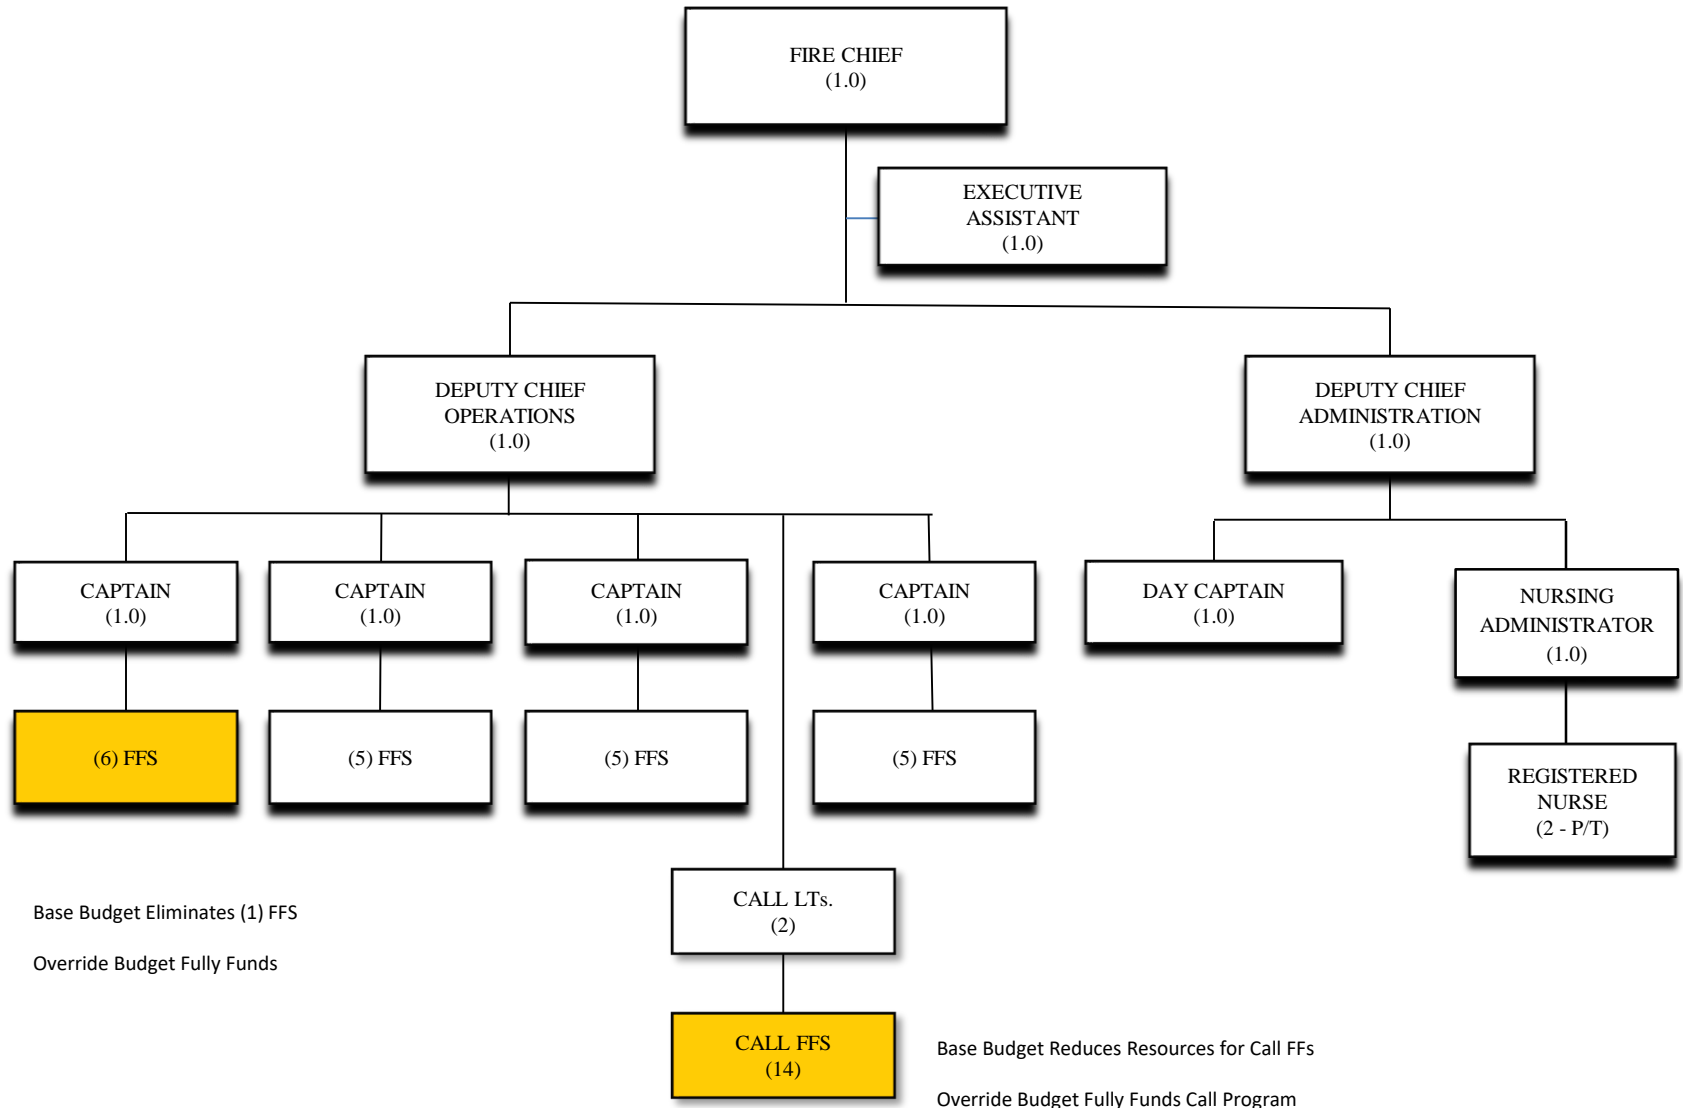 FIRE CHIEF
(1.0)
EXECUTIVE
ASSISTANT
(1.0)
DEPUTY CHIEF
OPERATIONS
(1.0)
DEPUTY CHIEF
ADMINISTRATION
(1.0)
CAPTAIN
(1.0)
CAPTAIN
(1.0)
CAPTAIN
(1.0)
CAPTAIN
(1.0)
DAY CAPTAIN
(1.0)
NURSING
ADMINISTRATOR
(1.0)
(6) FFS
(5) FFS
(5) FFS
(5) FFS
REGISTERED
NURSE
(2 - P/T)
CALL LTs.
(2)
Base Budget Eliminates (1) FFS
Override Budget Fully Funds
CALL FFS
(14)
Base Budget Reduces Resources for Call FFs
Override Budget Fully Funds Call Program